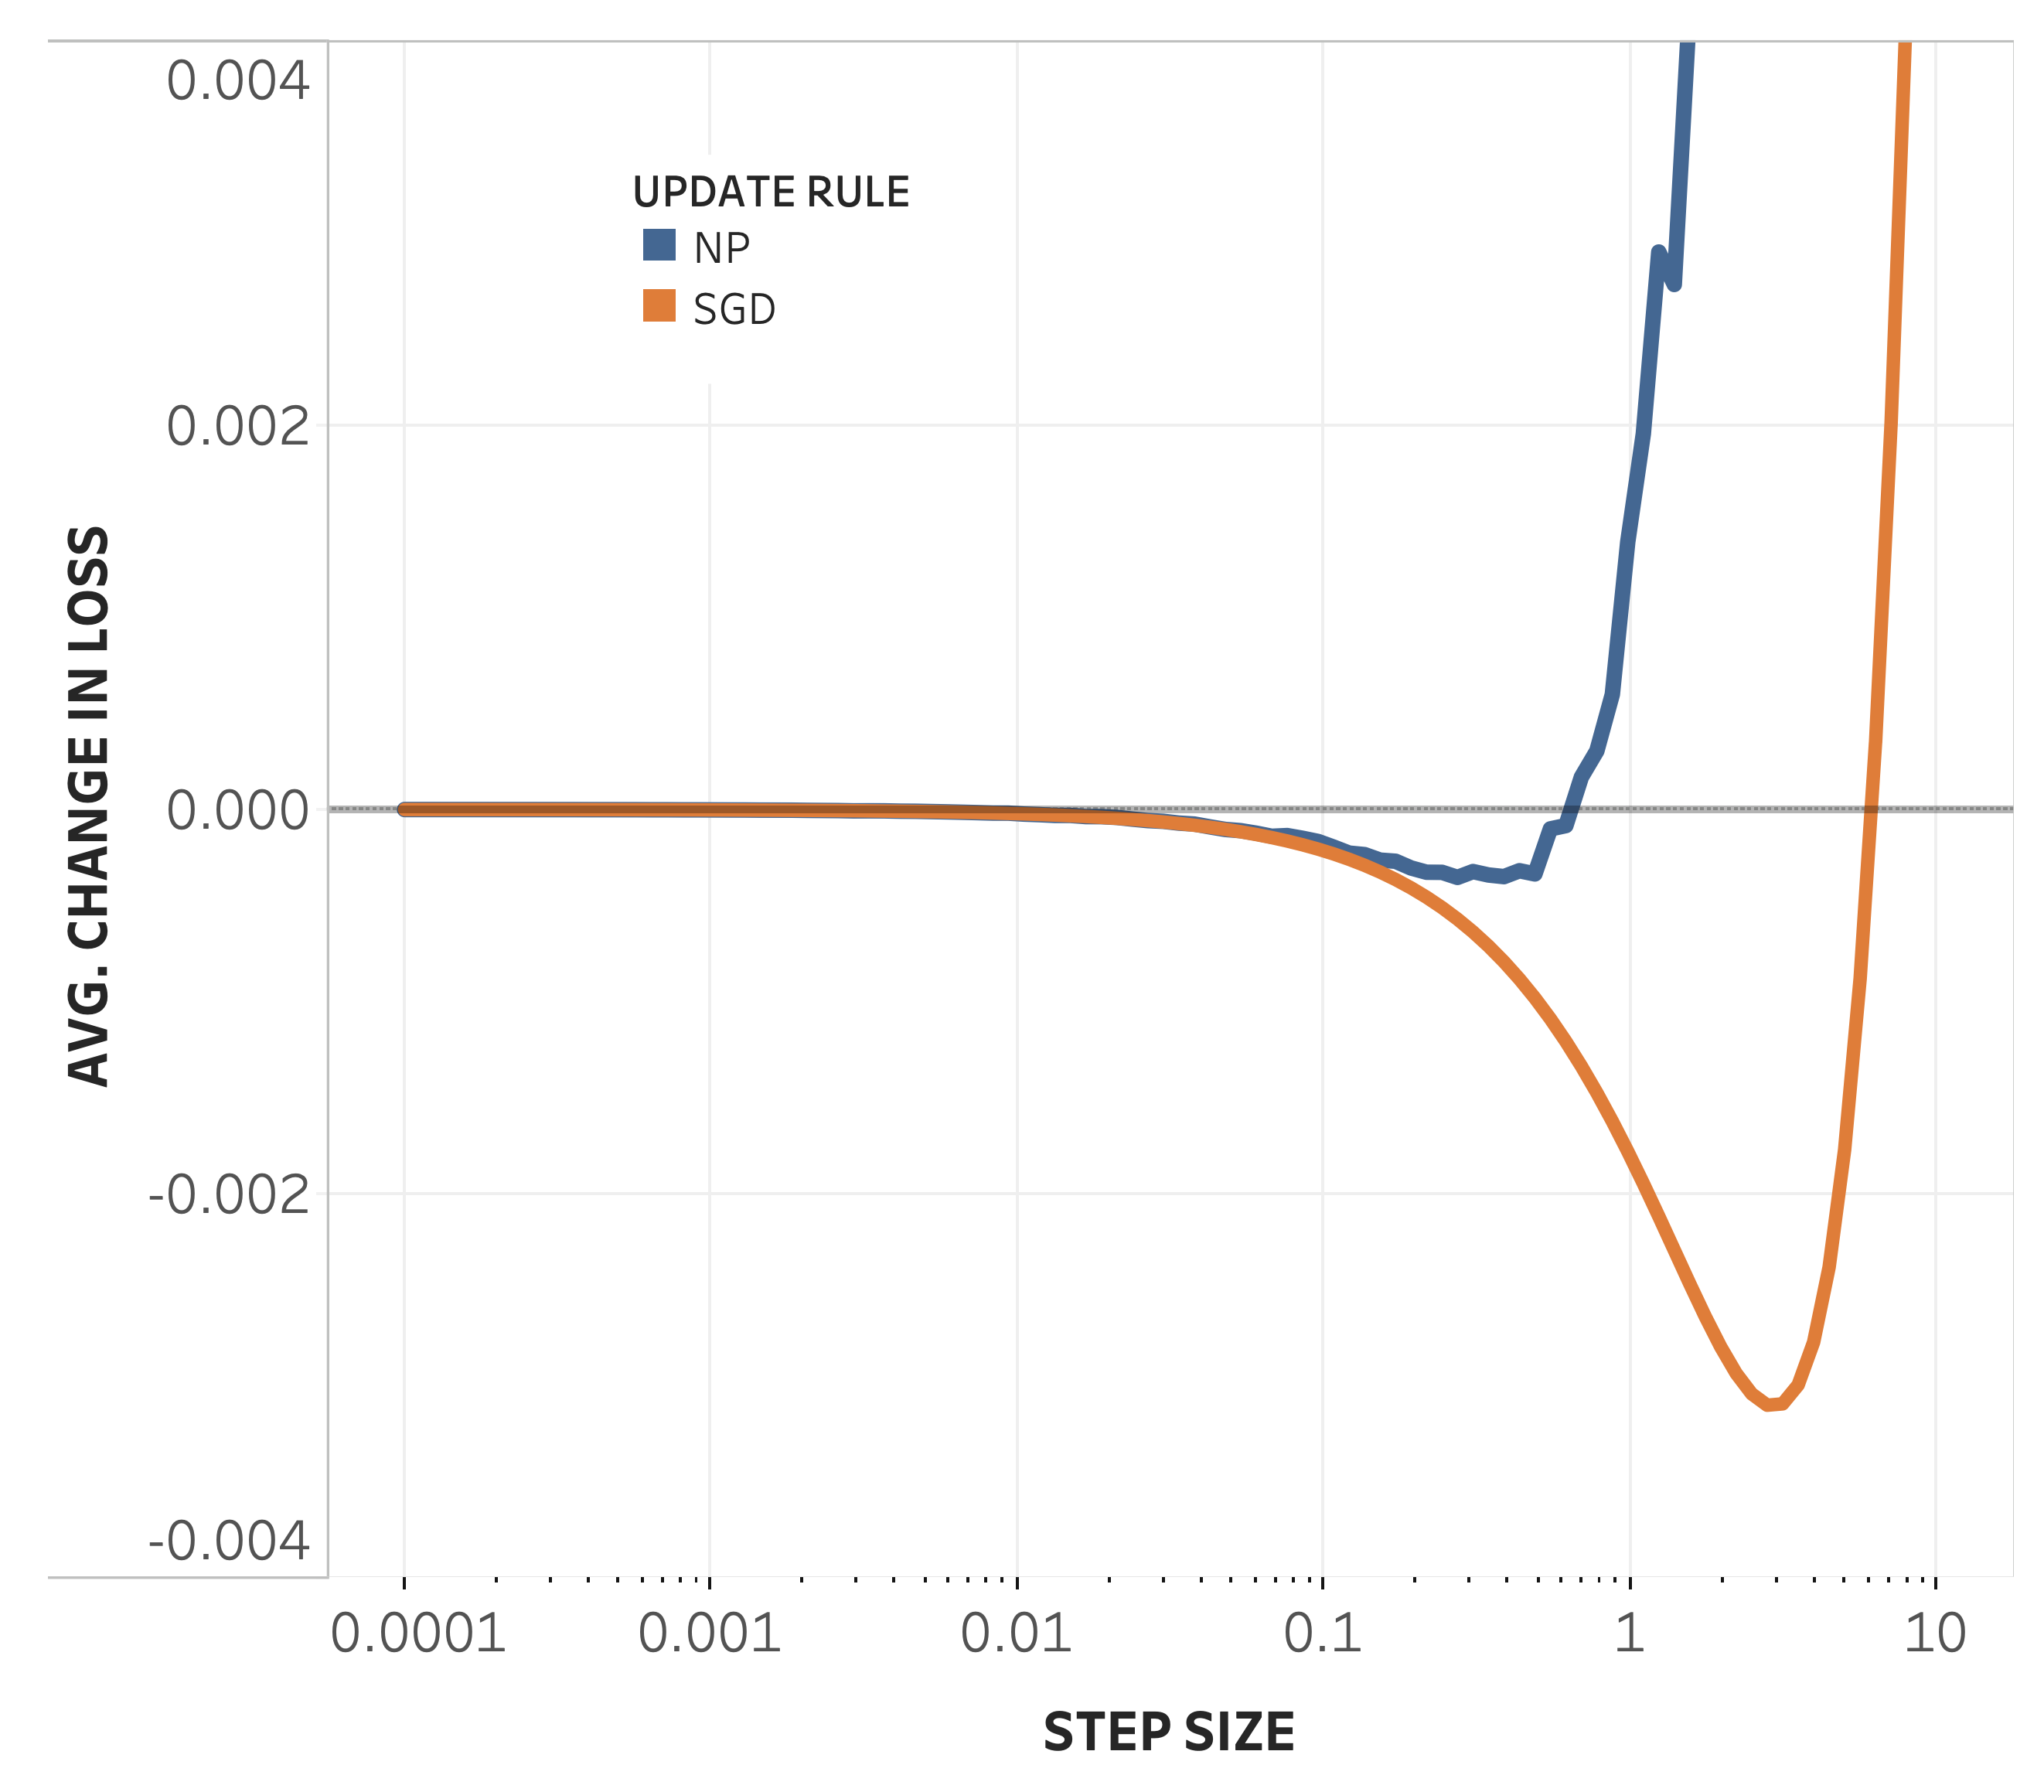 0.004
0.002
0.000
-0.002
-0.004
AVG. CHANGE IN LOSS
UPDATE RULE
NP
SGD
0.0001 0.001 0.01 0.1 1 10
STEP SIZE